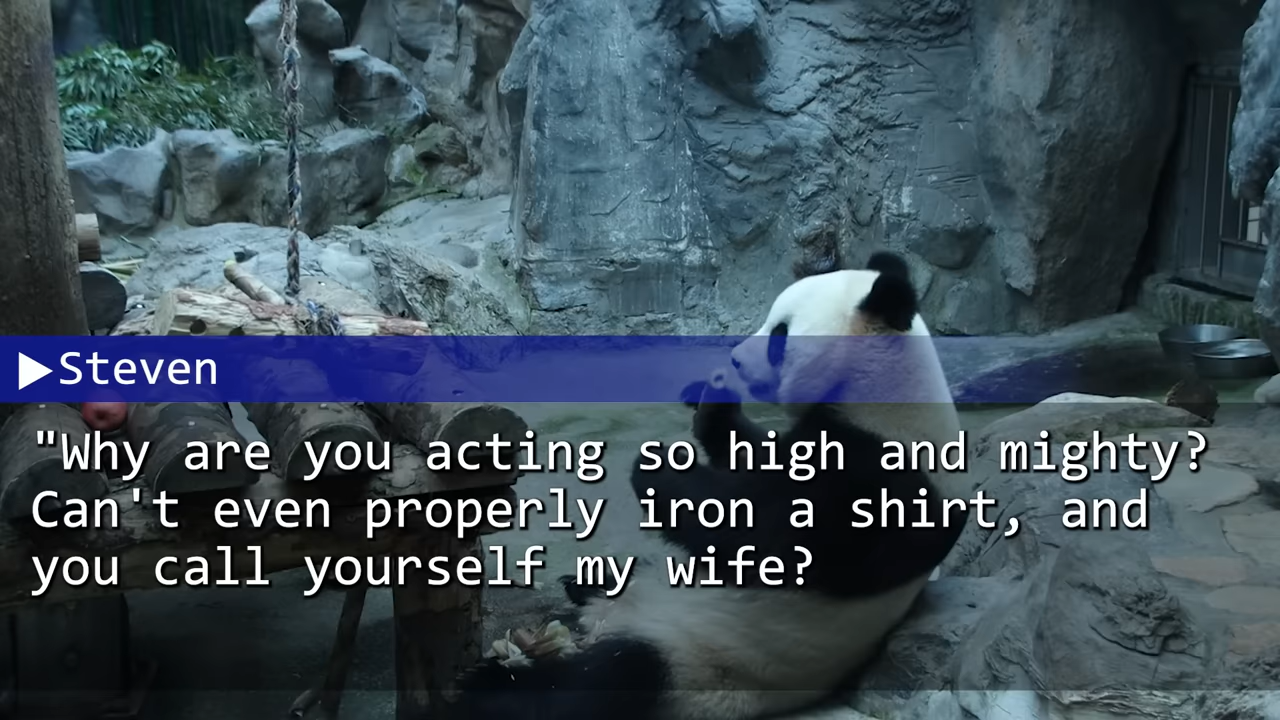 ▶Steven
"Why are you acting so high and mighty?
Can't even properly iron a shirt, and
you call yourself my wife?